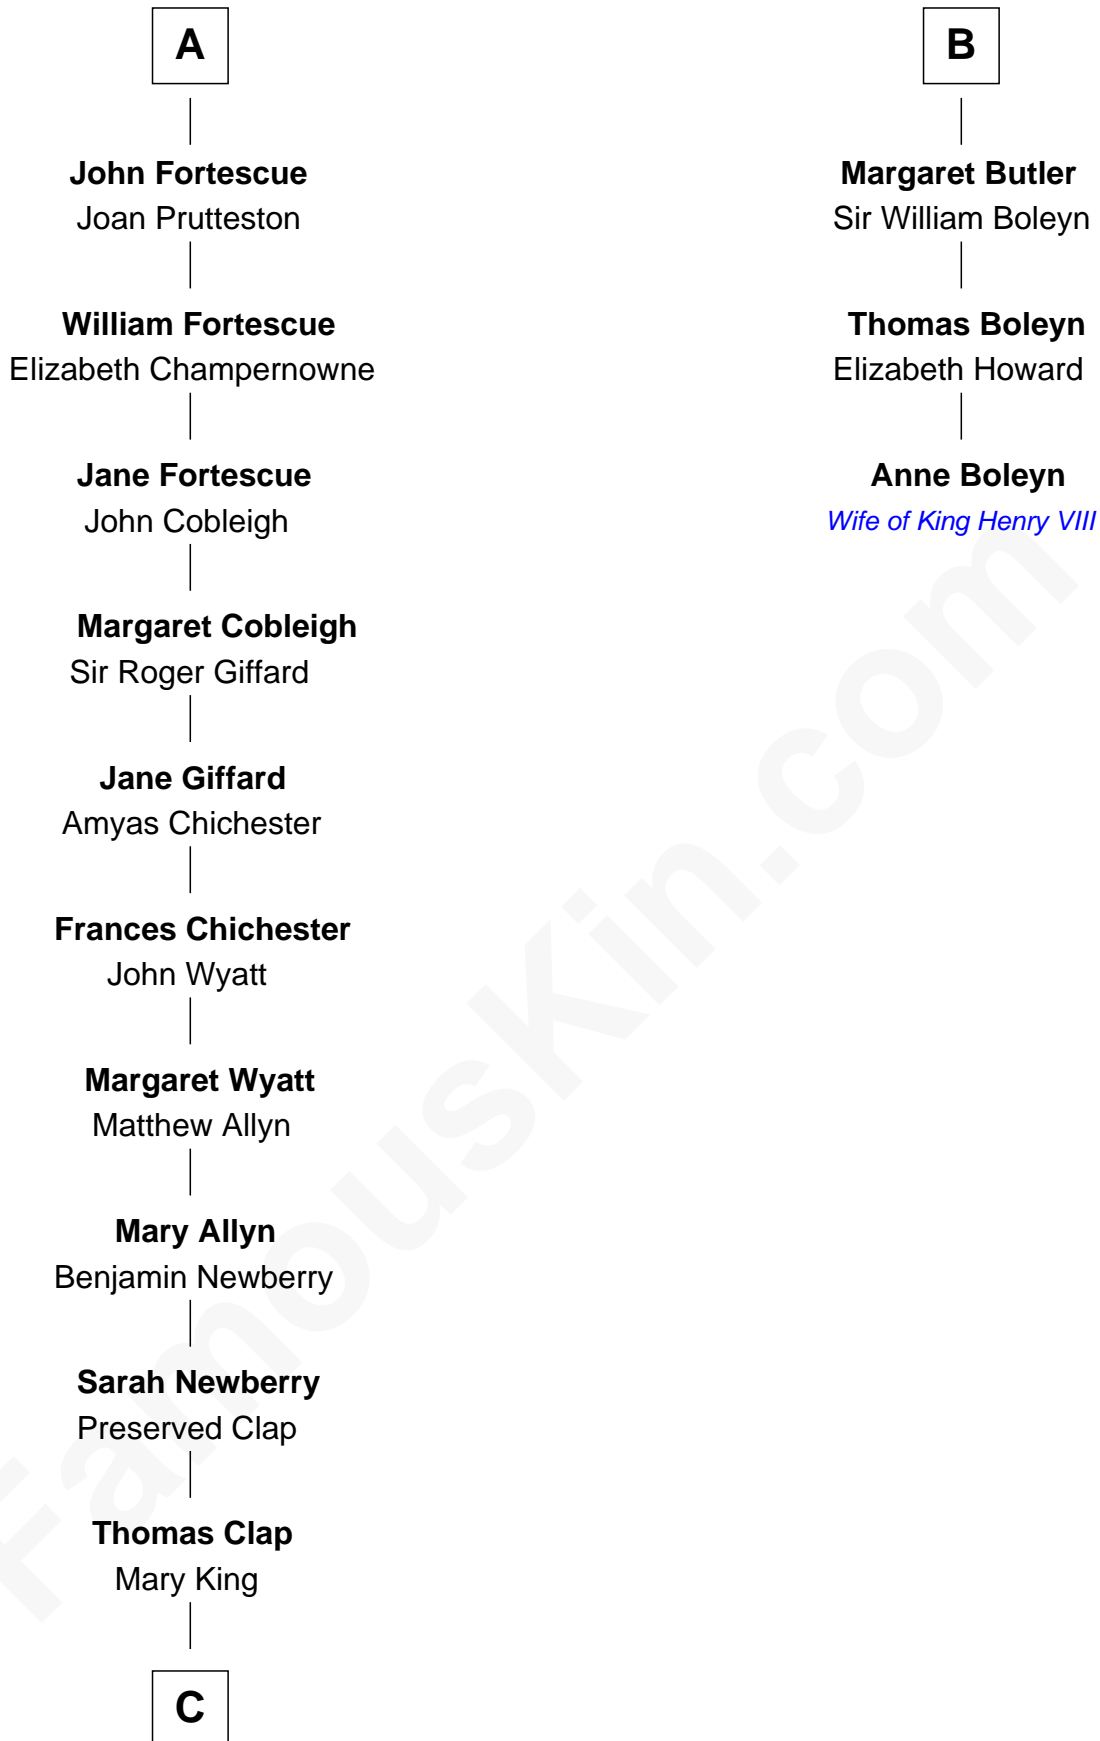 A
John Fortescue
Joan Prutteston
William Fortescue
Elizabeth Champernowne
Jane Fortescue
John Cobleigh
Margaret Cobleigh
Sir Roger Giffard
Jane Giffard
Amyas Chichester
Frances Chichester
John Wyatt
Margaret Wyatt
Matthew Allyn
Mary Allyn
Benjamin Newberry
Sarah Newberry
Preserved Clap
Thomas Clap
Mary King
C
B
Margaret Butler
Sir William Boleyn
Thomas Boleyn
Elizabeth Howard
Anne Boleyn
Wife of King Henry VIII
FamousKin.com